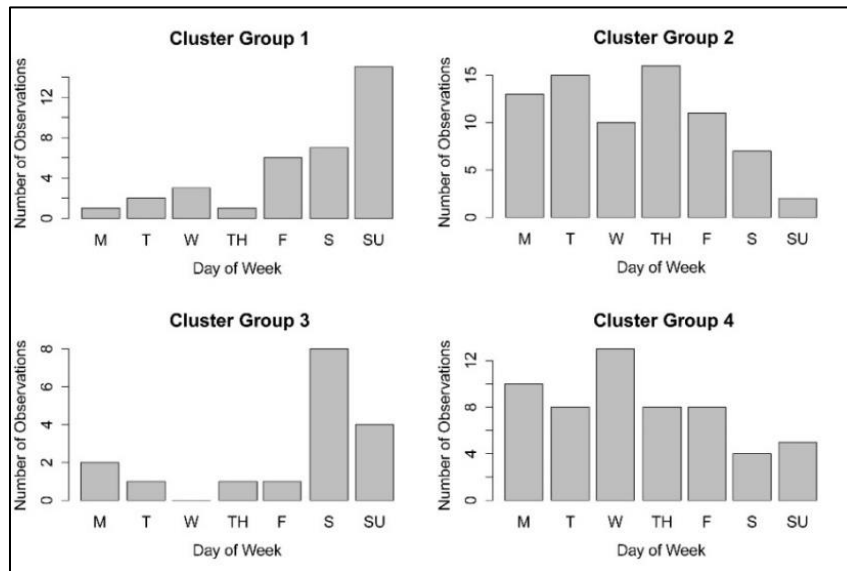 Cluster Group 1
Number of Observations
12
8
4
0
M T W TH F S SU
Day of Week
Cluster Group 2
Number of Observations
15
10
5
0
M T W TH F S SU
Day of Week
Cluster Group 3
Number of Observations
8
6
4
2
0
M T W TH F S SU
Day of Week
Cluster Group 4
Number of Observations
12
8
4
0
M T W TH F S SU
Day of Week